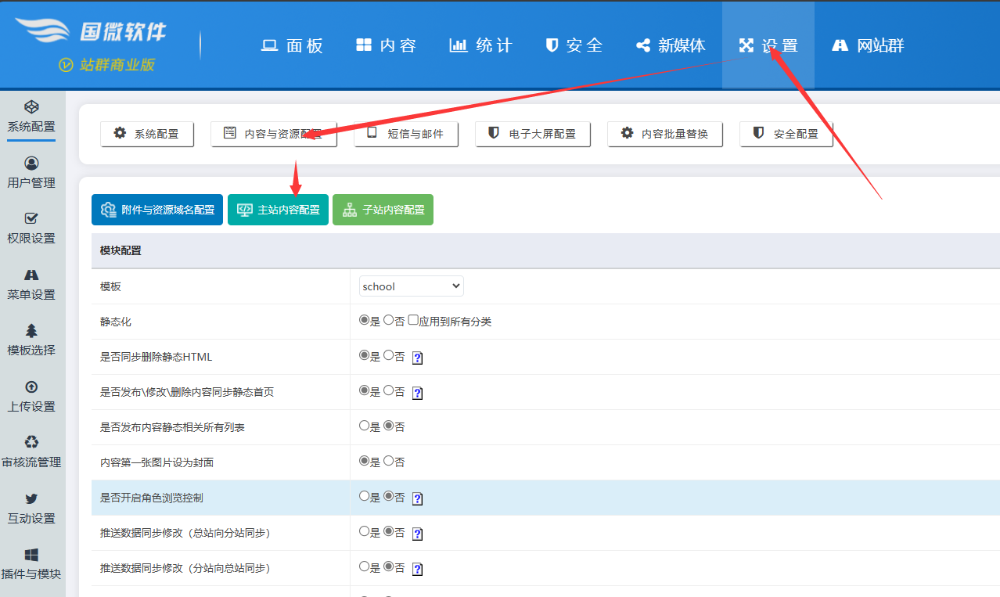 国微软件
站群商业版
面板
内容
统计
安全
新媒体
设置
网站群
系统配置
用户管理
权限设置
菜单设置
模板选择
上传设置
审核流管理
互动设置
插件与模块
系统配置
内容与资源配置
短信与邮件
电子大屏配置
内容批量替换
安全配置
附件与资源域名配置
主站内容配置
子站内容配置
模块配置
模板 school
静态化 是 否 应用到所有分类
是否同步删除静态HTML 是 否 ?
是否发布\修改\删除内容同步静态首页 是 否 ?
是否发布内容静态相关所有列表 是 否
内容第一张图片设为封面 是 否
是否开启角色浏览控制 是 否 ?
推送数据同步修改（总站向分站同步） 是 否 ?
推送数据同步修改（分站向总站同步） 是 否 ?